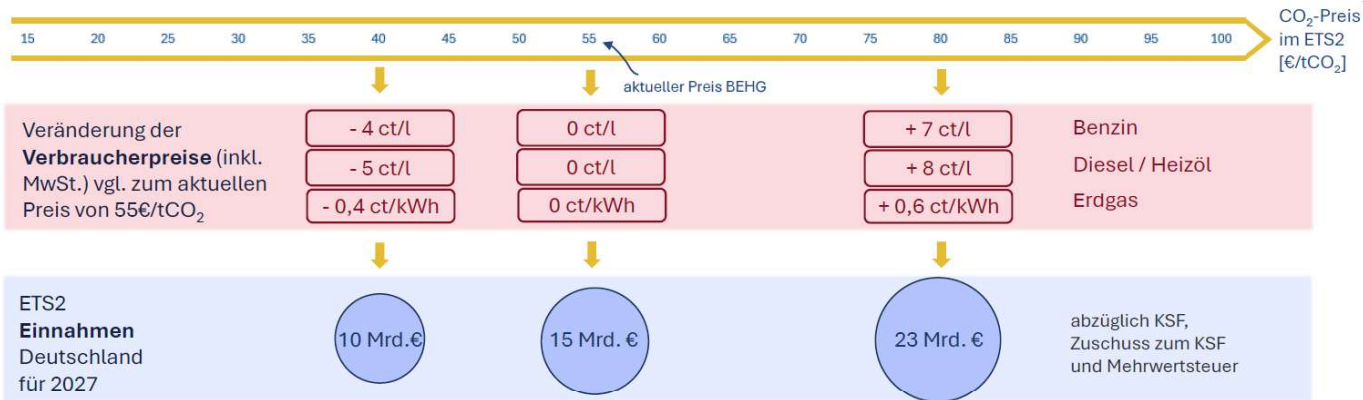 CO₂-Preis
im ETS2
[€/tCO₂]
15 20 25 30 35 40 45 50 55 60 65 70 75 80 85 90 95 100
aktueller Preis BEHG
Veränderung der
Verbraucherpreise (inkl.
MwSt.) vgl. zum aktuellen
Preis von 55€/tCO₂
- 4 ct/l 0 ct/l + 7 ct/l Benzin
- 5 ct/l 0 ct/l + 8 ct/l Diesel / Heizöl
- 0,4 ct/kWh 0 ct/kWh + 0,6 ct/kWh Erdgas
ETS2
Einnahmen
Deutschland
für 2027
10 Mrd.€ 15 Mrd. € 23 Mrd. €
abzüglich KSF,
Zuschuss zum KSF
und Mehrwertsteuer